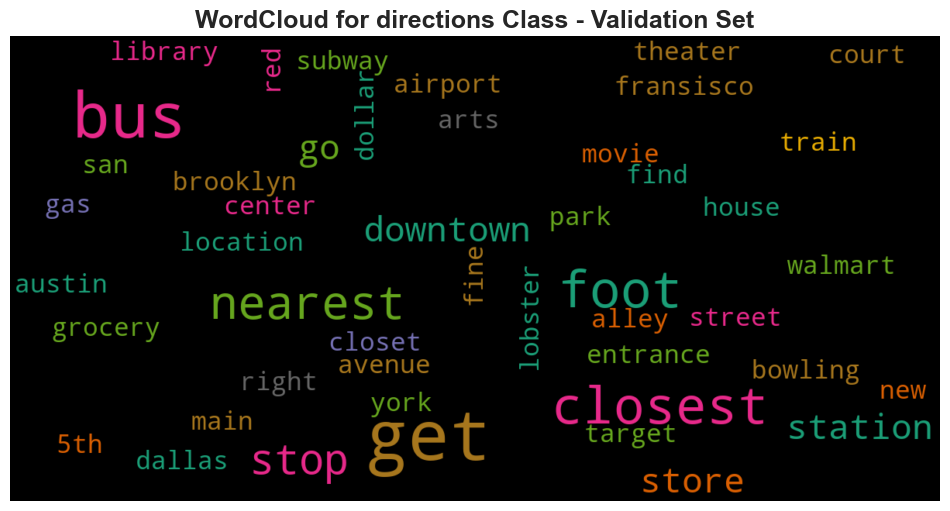 WordCloud for directions Class - Validation Set
library
red
subway
theater
court
airport
fransisco
bus
dollar
arts
go
train
movie
san
find
brooklyn
gas
center
house
park
downtown
location
fine
walmart
austin
foot
nearest
lobster
alley
street
grocery
closet
entrance
avenue
bowling
right
new
york
closest
main
get
target
station
5th
dallas
stop
store